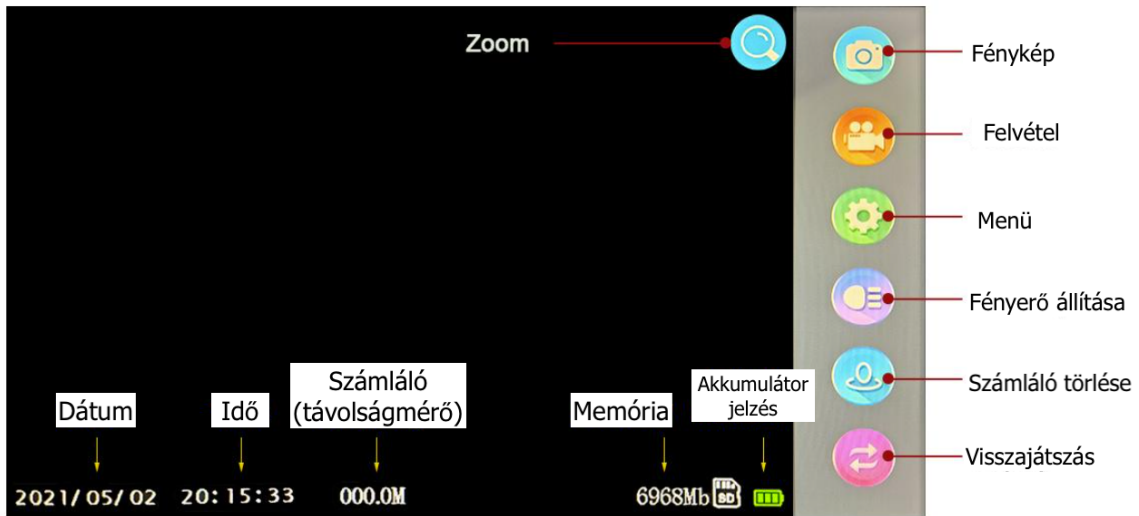 Zoom
Fénykép
Felvétel
Menü
Fényerő állítása
Számláló törlése
Visszajátszás
Dátum
Idő
Számláló
(távolságmérő)
Memória
Akkumulátor
jelzés
2021/05/02 20:15:33 000.0M 6968Mb SD
0